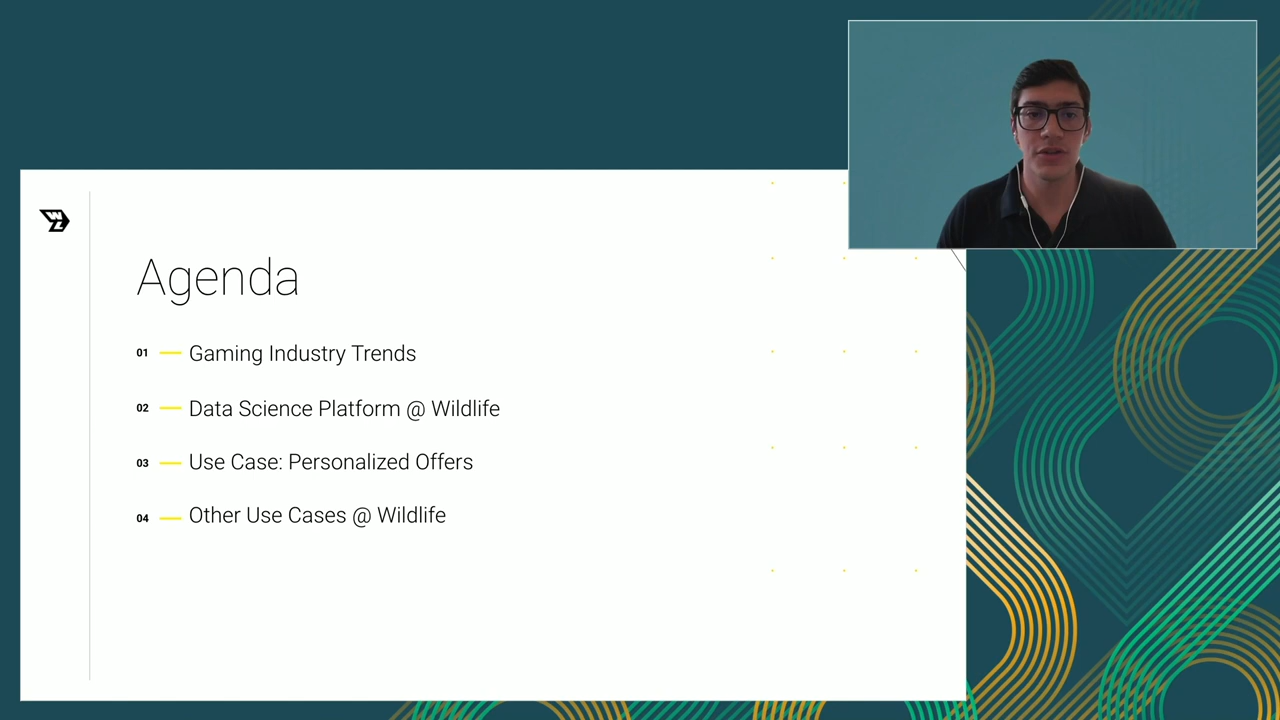 WL
Agenda
01 Gaming Industry Trends
02 Data Science Platform @ Wildlife
03 Use Case: Personalized Offers
04 Other Use Cases @ Wildlife